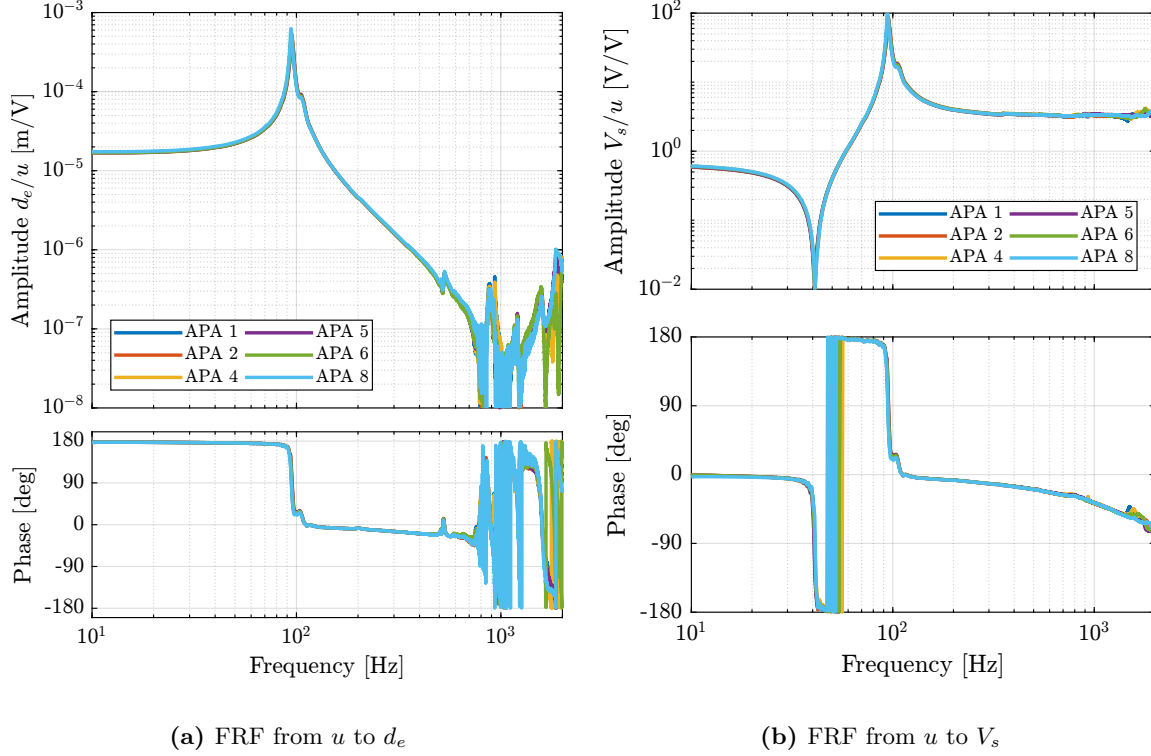 10^{-3}
10^{-4}
10^{-5}
10^{-6}
10^{-7}
10^{-8}
Amplitude d_e/u [m/V]
APA 1
APA 2
APA 4
APA 5
APA 6
APA 8
180
90
0
-90
-180
Phase [deg]
10^1
10^2
10^3
Frequency [Hz]
(a) FRF from u to d_e
10^2
10^0
10^{-2}
Amplitude V_s/u [V/V]
APA 1
APA 2
APA 4
APA 5
APA 6
APA 8
180
90
0
-90
-180
Phase [deg]
10^1
10^2
10^3
Frequency [Hz]
(b) FRF from u to V_s